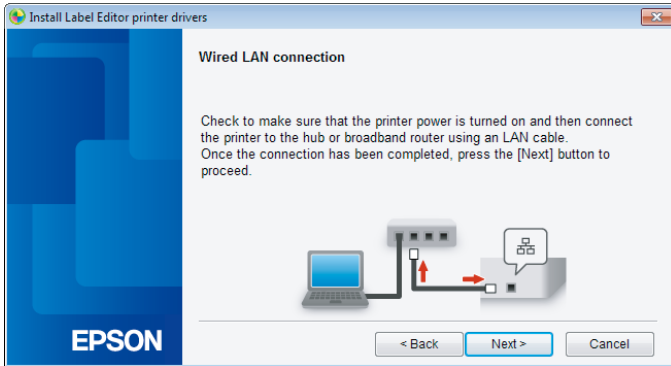 Install Label Editor printer drivers
Wired LAN connection
Check to make sure that the printer power is turned on and then connect
the printer to the hub or broadband router using an LAN cable.
Once the connection has been completed, press the [Next] button to
proceed.
EPSON
< Back Next > Cancel